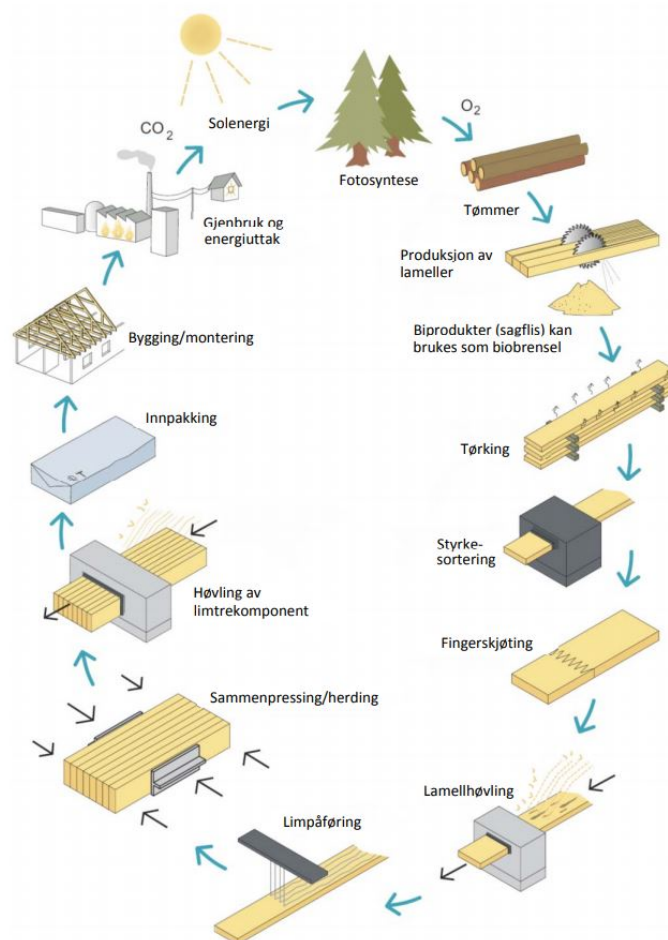 Solenergi
Fotosyntese
O₂
Tømmer
Produksjon av
lameller
Biprodukter (sagflis) kan
brukes som biobrensel
Tørking
Styrke-
sortering
Fingerskjøting
Lamellhøvling
Limpåføring
Sammenpressing/herding
Høvling av
limtrekomponent
Innpakking
Bygging/montering
Gjenbruk og
energiuttak
CO₂